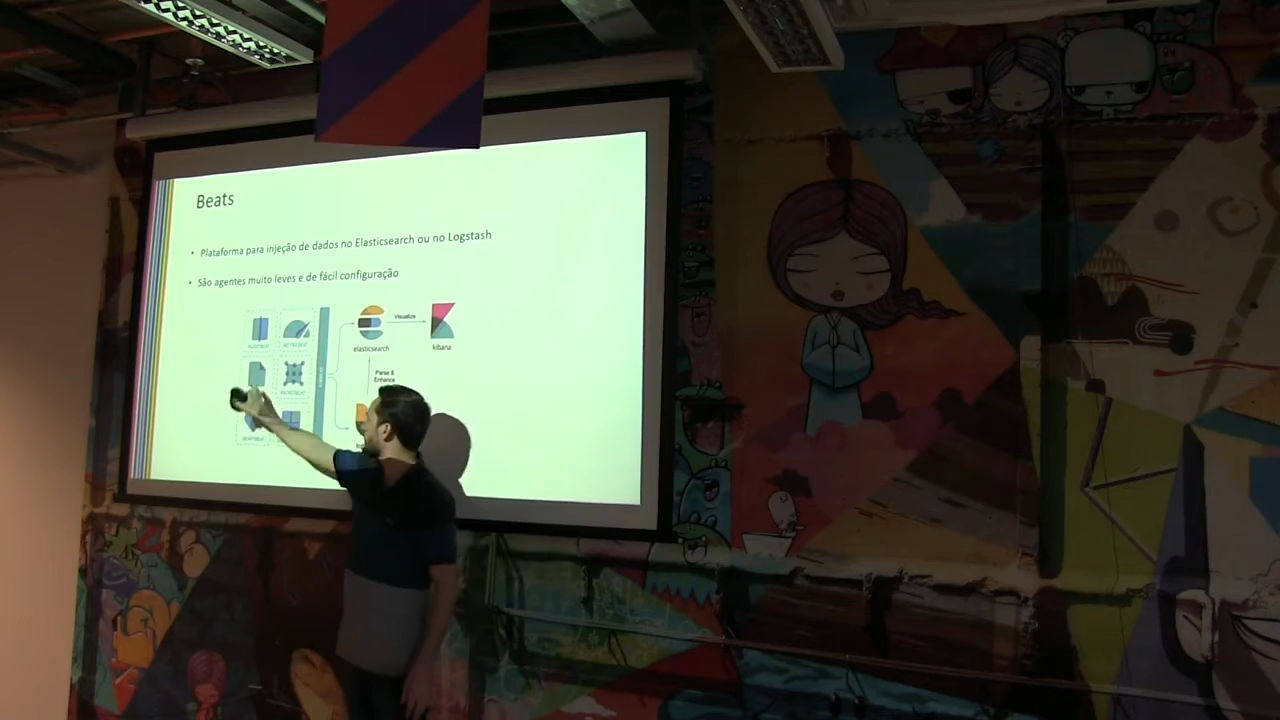 Beats
• Plataforma para injeção de dados no Elasticsearch ou no Logstash
• São agentes muito leves e de fácil configuração
Visualize
elasticsearch
kibana
Parse &
Enhance